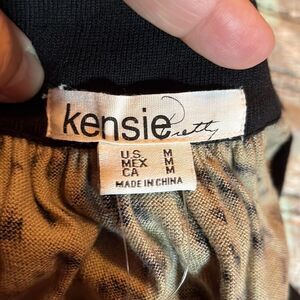 kensie Pretty
U.S. M
MEX M
CA M
MADE IN CHINA